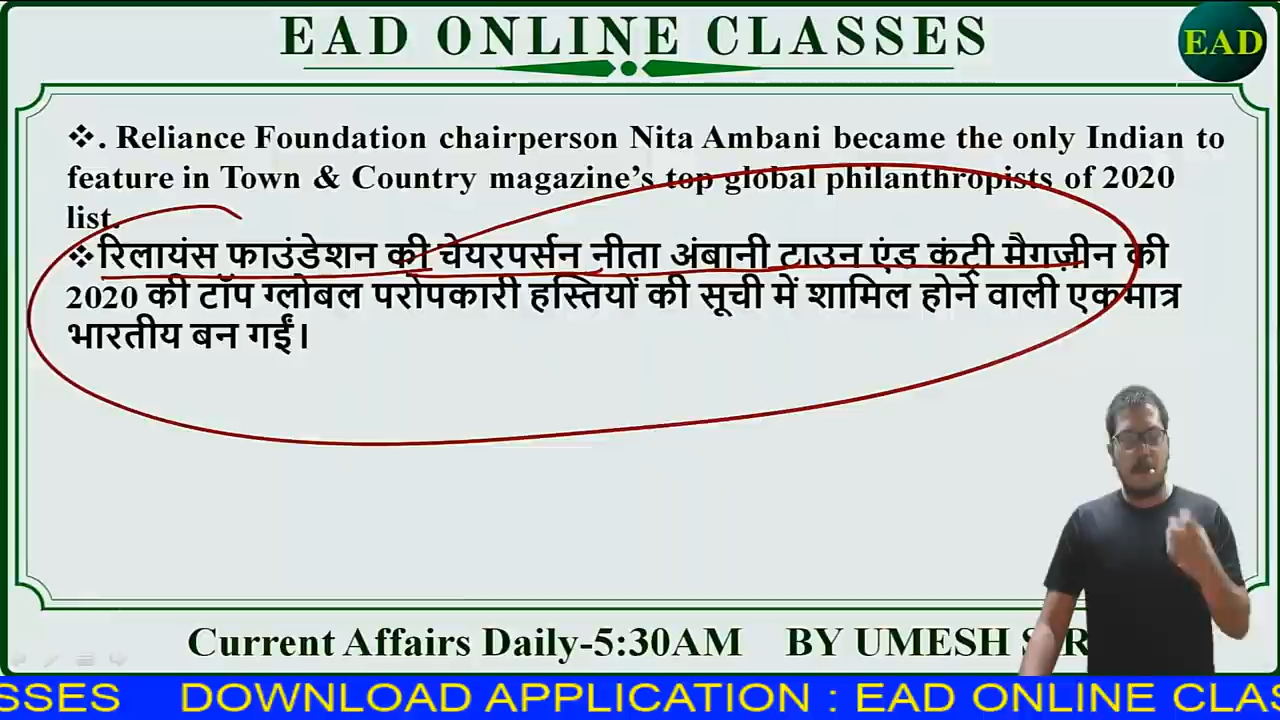 EAD ONLINE CLASSES
EAD
❖. Reliance Foundation chairperson Nita Ambani became the only Indian to
feature in Town & Country magazine’s top global philanthropists of 2020
list.
❖रिलायंस फाउंडेशन की चेयरपर्सन नीता अंबानी टाउन एंड कंट्री मैगज़ीन की
2020 की टॉप ग्लोबल परोपकारी हस्तियों की सूची में शामिल होने वाली एकमात्र
भारतीय बन गईं।
Current Affairs Daily-5:30AM BY UMESH S R
SSES DOWNLOAD APPLICATION : EAD ONLINE CLAS